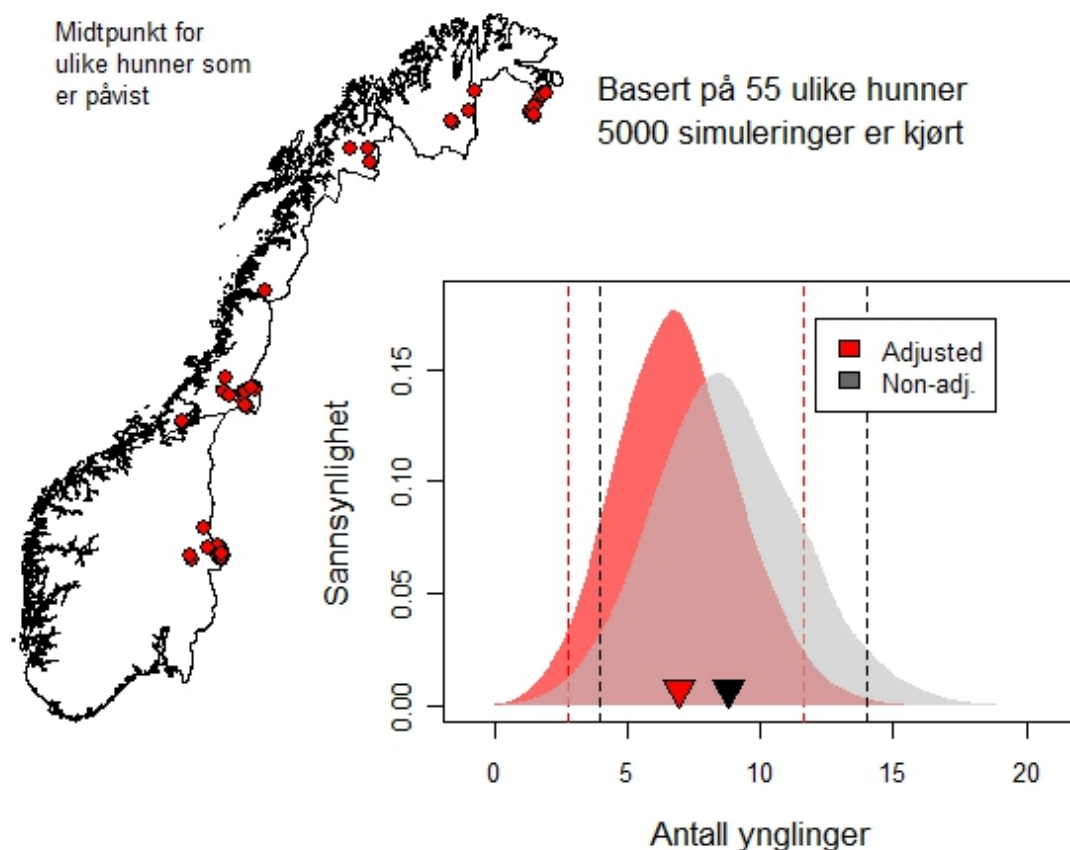 Midtpunkt for
ulike hunner som
er påvist
Basert på 55 ulike hunner
5000 simuleringer er kjørt
Adjusted
Non-adj.
Sannsynlighet
0.15
0.10
0.05
0.00
0
5
10
15
20
Antall ynglinger